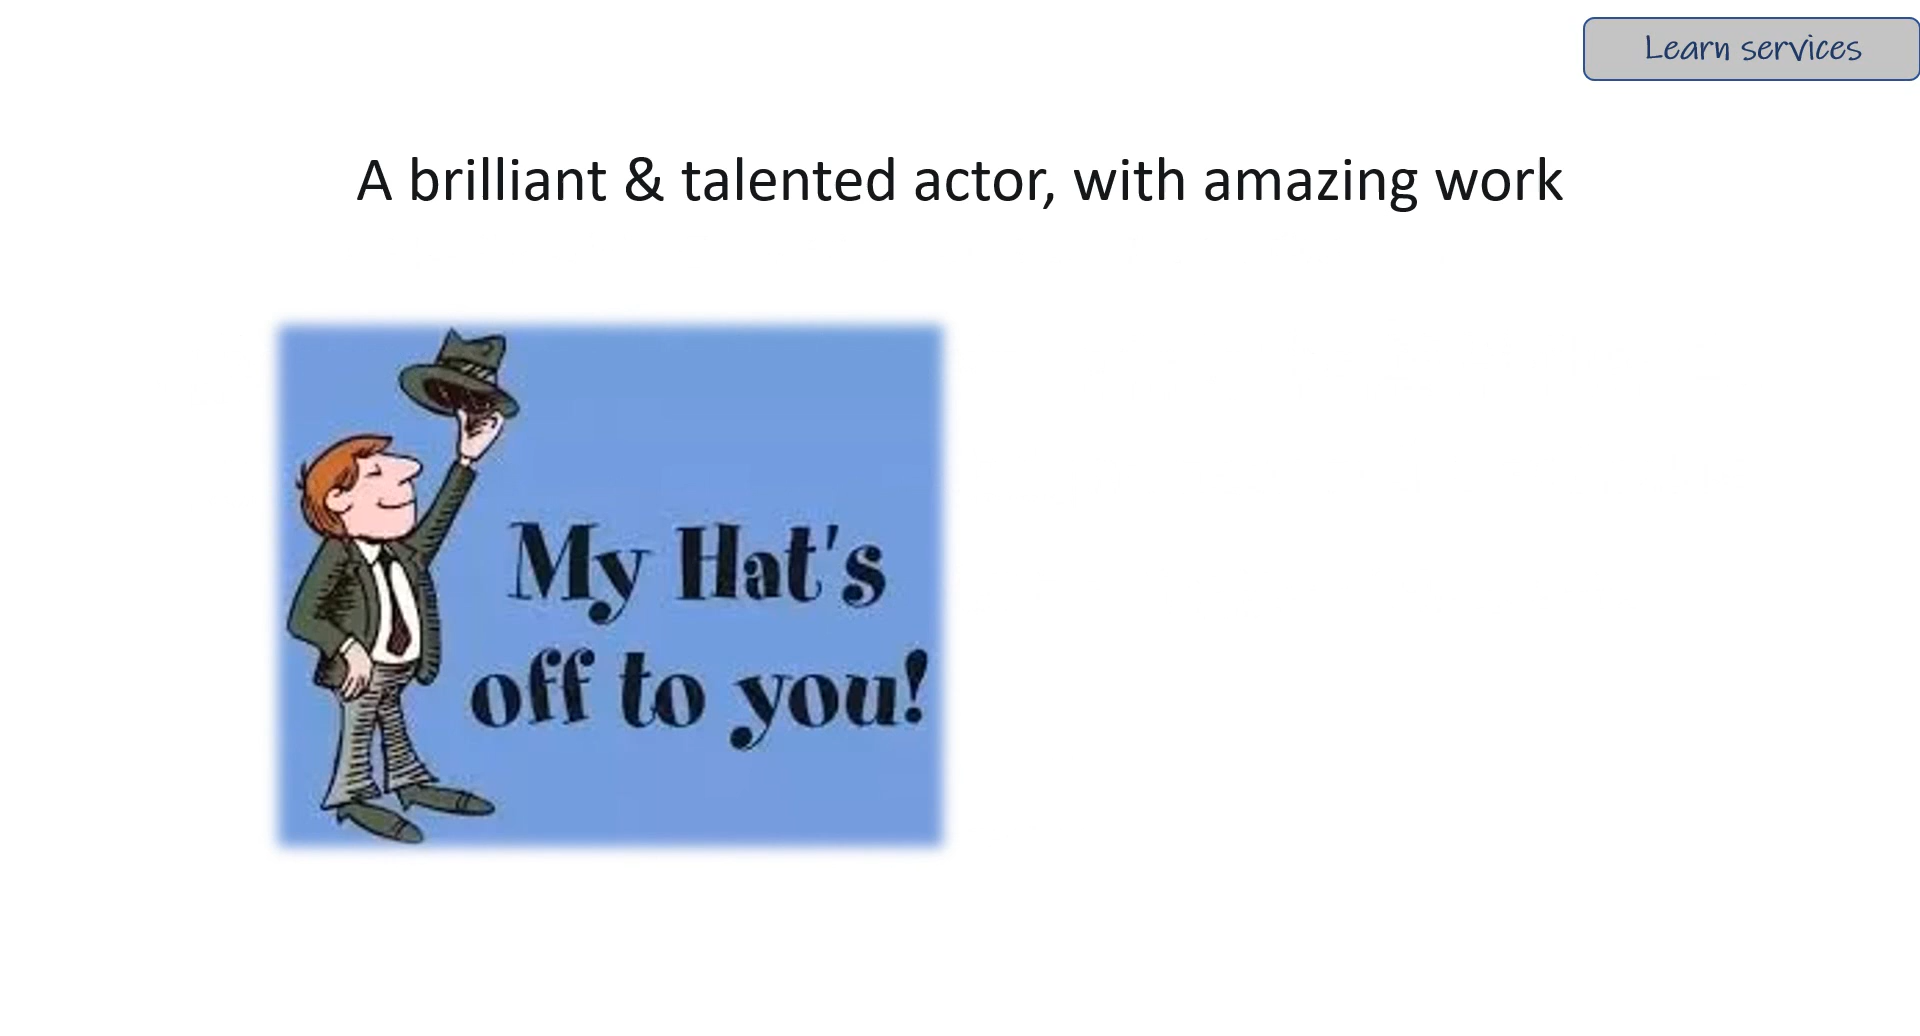 Learn services
A brilliant & talented actor, with amazing work
My Hat's
off to you!